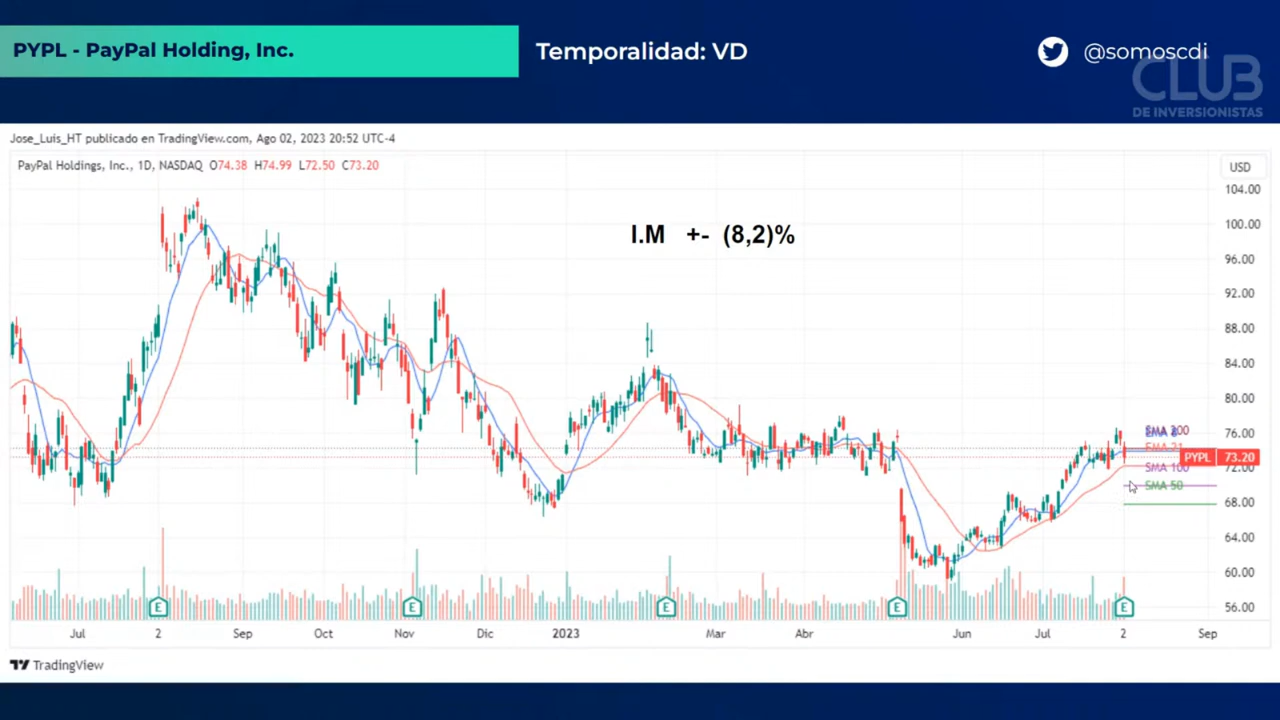 PYPL - PayPal Holding, Inc.
Temporalidad: VD
@somoscdi
CLUB
DE INVERSIONISTAS
Jose_Luis_HT publicado en TradingView.com, Ago 02, 2023 20:52 UTC-4
PayPal Holdings, Inc., 1D, NASDAQ O74.38 H74.99 L72.50 C73.20
USD
I.M +- (8,2)%
104.00
100.00
96.00
92.00
88.00
84.00
80.00
76.00
72.00
68.00
64.00
60.00
56.00
SMA 200
PYPL 73.20
SMA 100
SMA 50
E E E E E
Jul 2 Sep Oct Nov Dic 2023 Mar Abr Jun Jul 2 Sep
TradingView